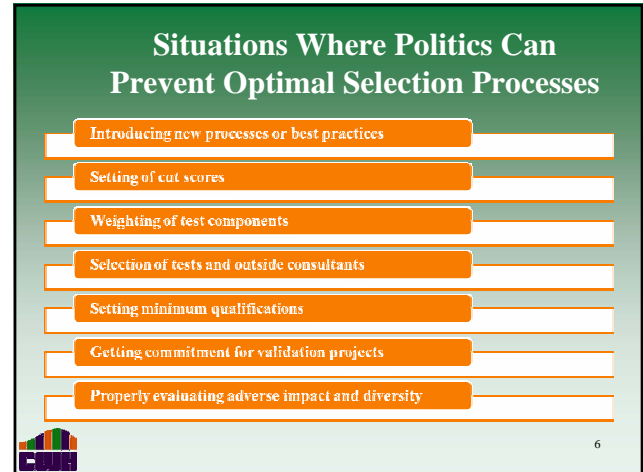 Situations Where Politics Can
Prevent Optimal Selection Processes
Introducing new processes or best practices
Setting of cut scores
Weighting of test components
Selection of tests and outside consultants
Setting minimum qualifications
Getting commitment for validation projects
Properly evaluating adverse impact and diversity
CWH
6